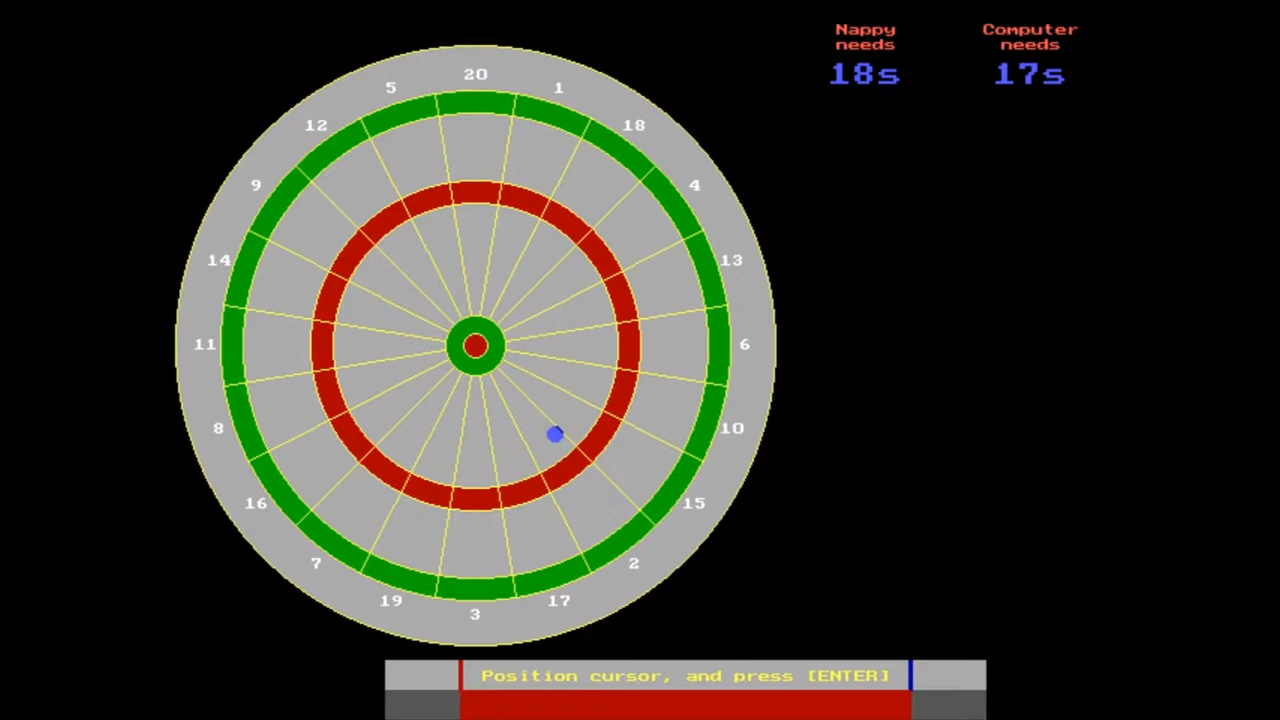 Nappy
needs
18s
Computer
needs
17s
20
5
1
12
18
9
4
14
13
11
6
8
10
16
15
7
2
19
17
3
Position cursor, and press [ENTER]